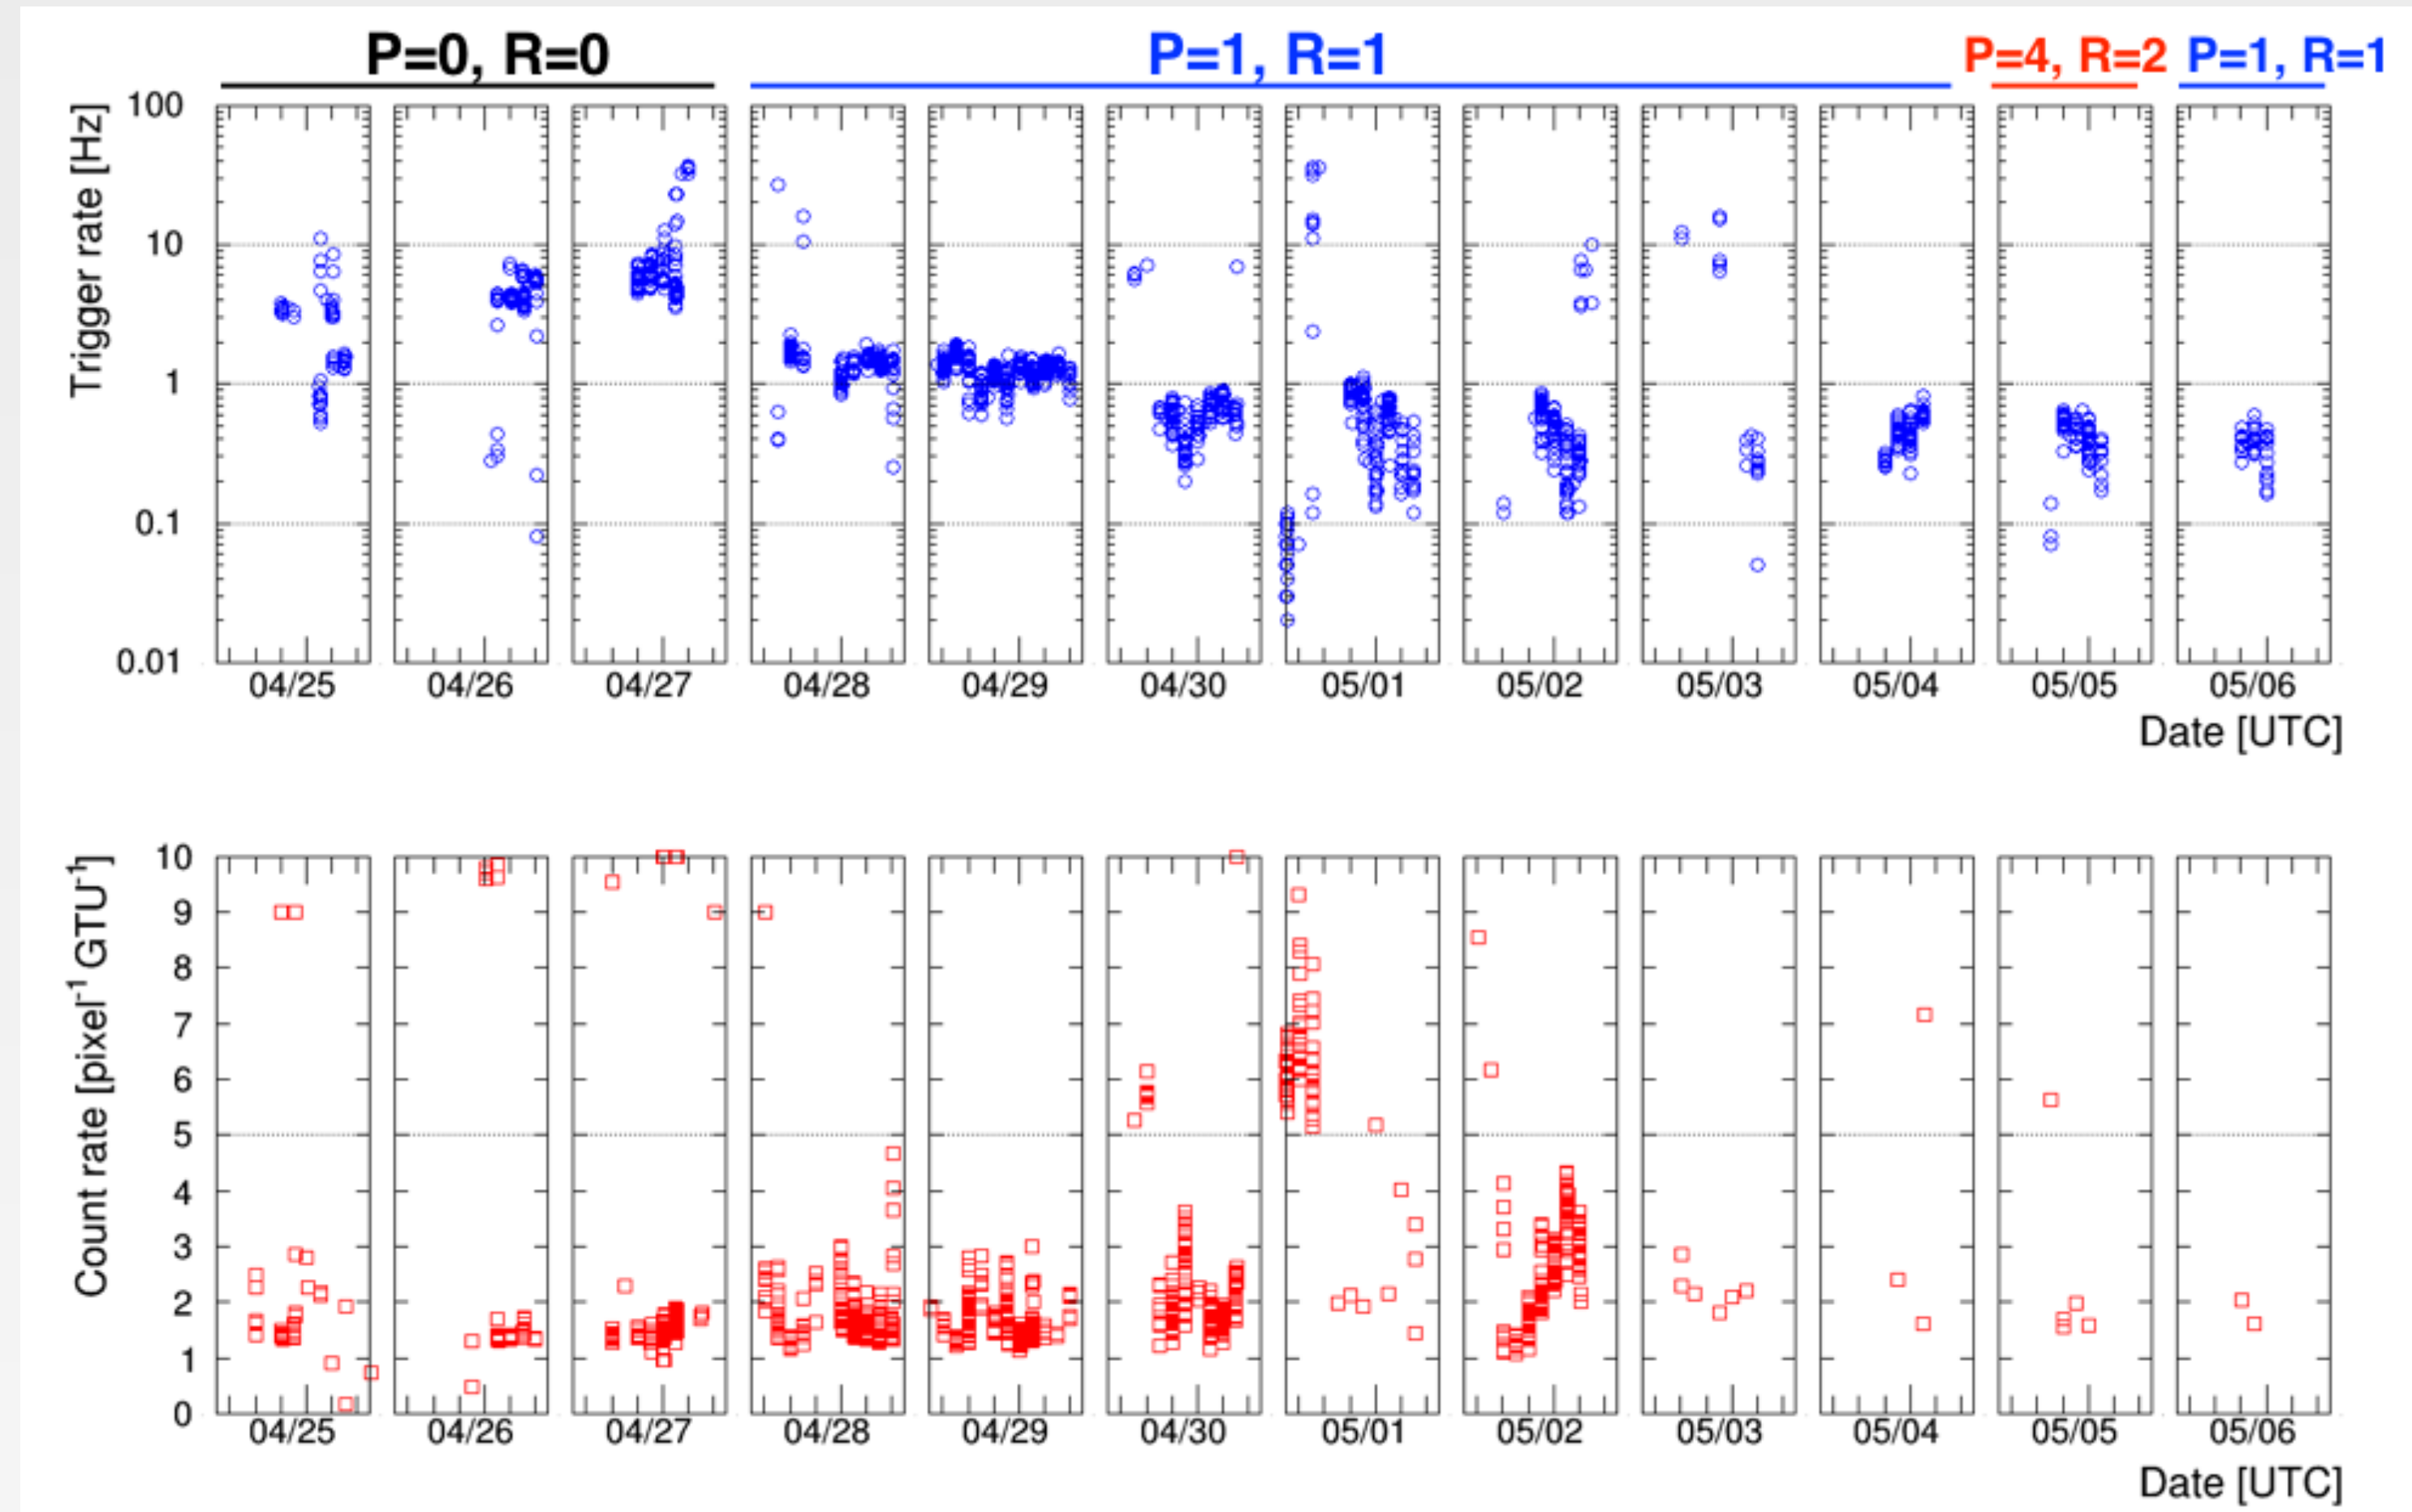 P=0, R=0 P=1, R=1 P=4, R=2 P=1, R=1
Trigger rate [Hz]
100
10
1
0.1
0.01
04/25 04/26 04/27 04/28 04/29 04/30 05/01 05/02 05/03 05/04 05/05 05/06
Date [UTC]
Count rate [pixel⁻¹ GTU⁻¹]
10
9
8
7
6
5
4
3
2
1
0
04/25 04/26 04/27 04/28 04/29 04/30 05/01 05/02 05/03 05/04 05/05 05/06
Date [UTC]